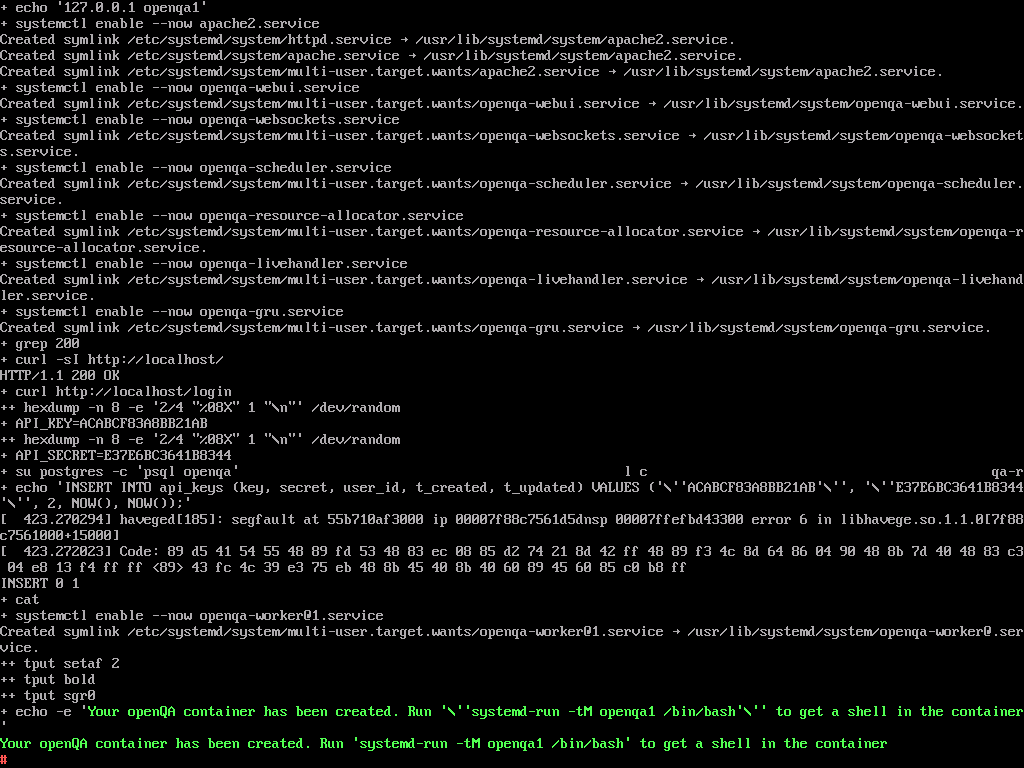 + echo '127.0.0.1 openqa1'
+ systemctl enable --now apache2.service
Created symlink /etc/systemd/system/httpd.service → /usr/lib/systemd/system/apache2.service.
Created symlink /etc/systemd/system/apache.service → /usr/lib/systemd/system/apache2.service.
Created symlink /etc/systemd/system/multi-user.target.wants/apache2.service → /usr/lib/systemd/system/apache2.service.
+ systemctl enable --now openqa-webui.service
Created symlink /etc/systemd/system/multi-user.target.wants/openqa-webui.service → /usr/lib/systemd/system/openqa-webui.service.
+ systemctl enable --now openqa-websockets.service
Created symlink /etc/systemd/system/multi-user.target.wants/openqa-websockets.service → /usr/lib/systemd/system/openqa-websocket
s.service.
+ systemctl enable --now openqa-scheduler.service
Created symlink /etc/systemd/system/multi-user.target.wants/openqa-scheduler.service → /usr/lib/systemd/system/openqa-scheduler.
service.
+ systemctl enable --now openqa-resource-allocator.service
Created symlink /etc/systemd/system/multi-user.target.wants/openqa-resource-allocator.service → /usr/lib/systemd/system/openqa-r
esource-allocator.service.
+ systemctl enable --now openqa-livehandler.service
Created symlink /etc/systemd/system/multi-user.target.wants/openqa-livehandler.service → /usr/lib/systemd/system/openqa-livehand
ler.service.
+ systemctl enable --now openqa-gru.service
Created symlink /etc/systemd/system/multi-user.target.wants/openqa-gru.service → /usr/lib/systemd/system/openqa-gru.service.
+ grep 200
+ curl -sI http://localhost/
HTTP/1.1 200 OK
+ curl http://localhost/login
++ hexdump -n 8 -e '2/4 "%08X" 1 "\n"' /dev/random
+ API_KEY=ACABCF83A8BB21AB
++ hexdump -n 8 -e '2/4 "%08X" 1 "\n"' /dev/random
+ API_SECRET=E37E6BC3641B8344
+ su postgres -c 'psql openqa' l c qa-r
+ echo 'INSERT INTO api_keys (key, secret, user_id, t_created, t_updated) VALUES ('\''ACABCF83A8BB21AB'\'', '\''E37E6BC3641B8344
'\'', 2, NOW(), NOW());'
[  423.270294] haveged[185]: segfault at 55b710af3000 ip 00007f88c7561d5dnsp 00007ffefbd43300 error 6 in libhavege.so.1.1.0[7f88
c7561000+15000]
[  423.272023] Code: 89 d5 41 54 55 48 89 fd 53 48 83 ec 08 85 d2 74 21 8d 42 ff 48 89 f3 4c 8d 64 86 04 90 48 8b 7d 40 48 83 c3
 04 e8 13 f4 ff ff <89> 43 fc 4c 39 e3 75 eb 48 8b 45 40 8b 40 60 89 45 60 85 c0 b8 ff
INSERT 0 1
+ cat
+ systemctl enable --now openqa-worker@1.service
Created symlink /etc/systemd/system/multi-user.target.wants/openqa-worker@1.service → /usr/lib/systemd/system/openqa-worker@.ser
vice.
++ tput setaf 2
++ tput bold
++ tput sgr0
+ echo -e 'Your openQA container has been created. Run '\''systemd-run -tM openqa1 /bin/bash'\'' to get a shell in the container
'
Your openQA container has been created. Run 'systemd-run -tM openqa1 /bin/bash' to get a shell in the container
#